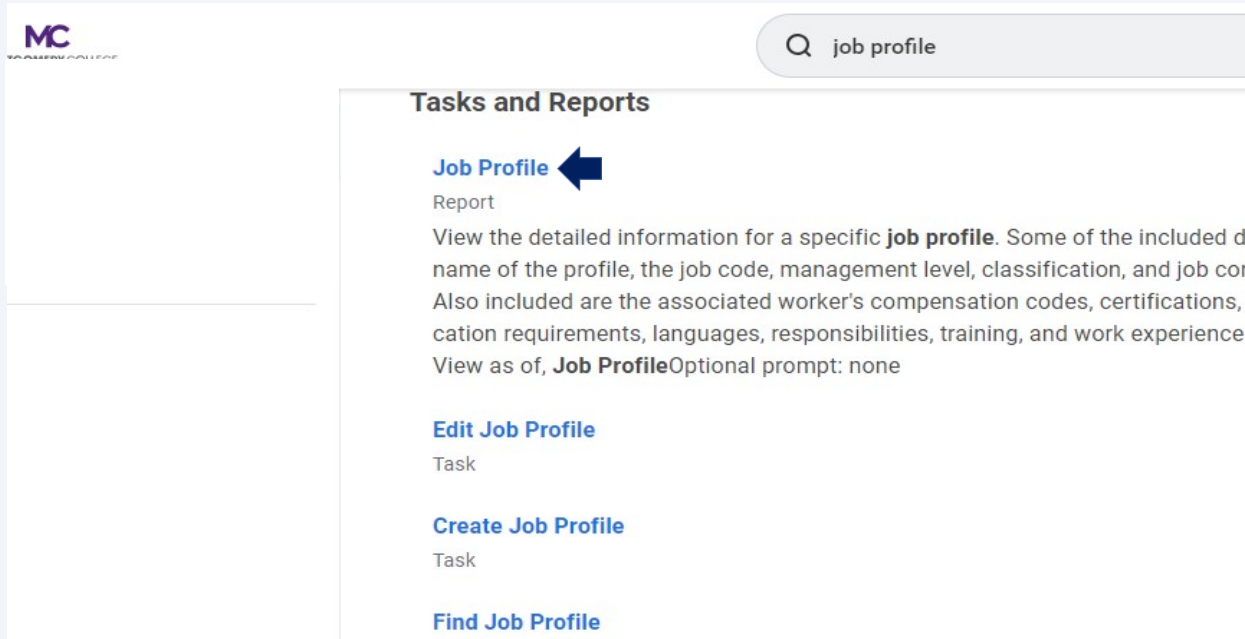 MC
job profile
Tasks and Reports
Job Profile
Report
View the detailed information for a specific job profile. Some of the included d
name of the profile, the job code, management level, classification, and job cor
Also included are the associated worker's compensation codes, certifications,
cation requirements, languages, responsibilities, training, and work experience
View as of, Job ProfileOptional prompt: none
Edit Job Profile
Task
Create Job Profile
Task
Find Job Profile